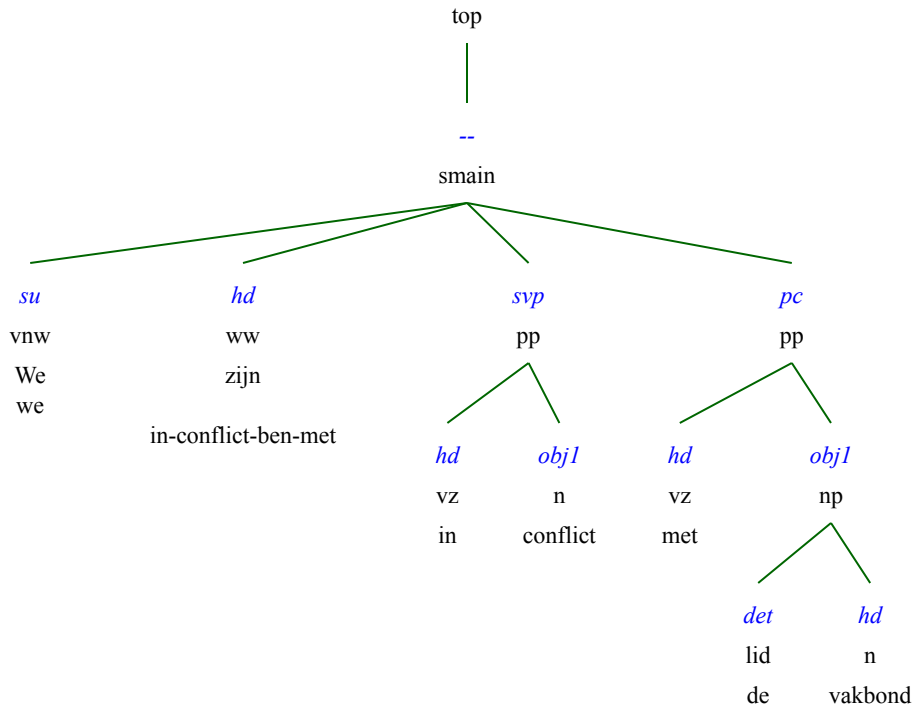 top
--
smain
su hd svp pc
vnw ww pp pp
We zijn
we
in-conflict-ben-met
hd obj1 hd obj1
vz n vz np
in conflict met
det hd
lid n
de vakbond